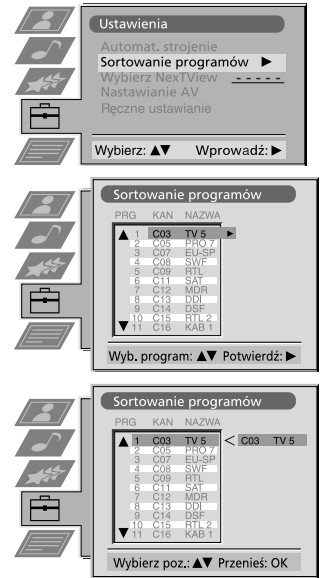 Ustawienia
Automat. strojenie
Sortowanie programów ▶
Wybierz NexTView - - - - -
Nastawianie AV
Ręczne ustawianie
Wybierz: ▲▼ Wprowadź: ▶
Sortowanie programów
PRG KAN NAZWA
1 C03 TV 5 ▶
2 C05 PRO 7
3 C07 EU-SP
4 C08 SWF
5 C09 RTL
6 C11 SAT
7 C12 MDR
8 C13 DDI
9 C14 DSF
10 C15 RTL 2
11 C16 KAB 1
Wyb. program: ▲▼ Potwierdź: ▶
Sortowanie programów
PRG KAN NAZWA
1 C03 TV 5 < C03 TV 5
2 C05 PRO 7
3 C07 EU-SP
4 C08 SWF
5 C09 RTL
6 C11 SAT
7 C12 MDR
8 C13 DDI
9 C14 DSF
10 C15 RTL 2
11 C16 KAB 1
Wybierz poz.: ▲▼ Przenieś: OK